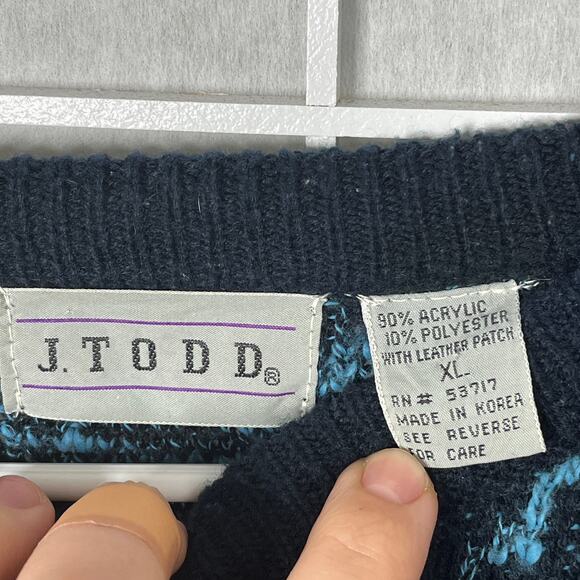 J. TODD®
90% ACRYLIC
10% POLYESTER
WITH LEATHER PATCH
XL
RN# 53717
MADE IN KOREA
SEE REVERSE
FOR CARE